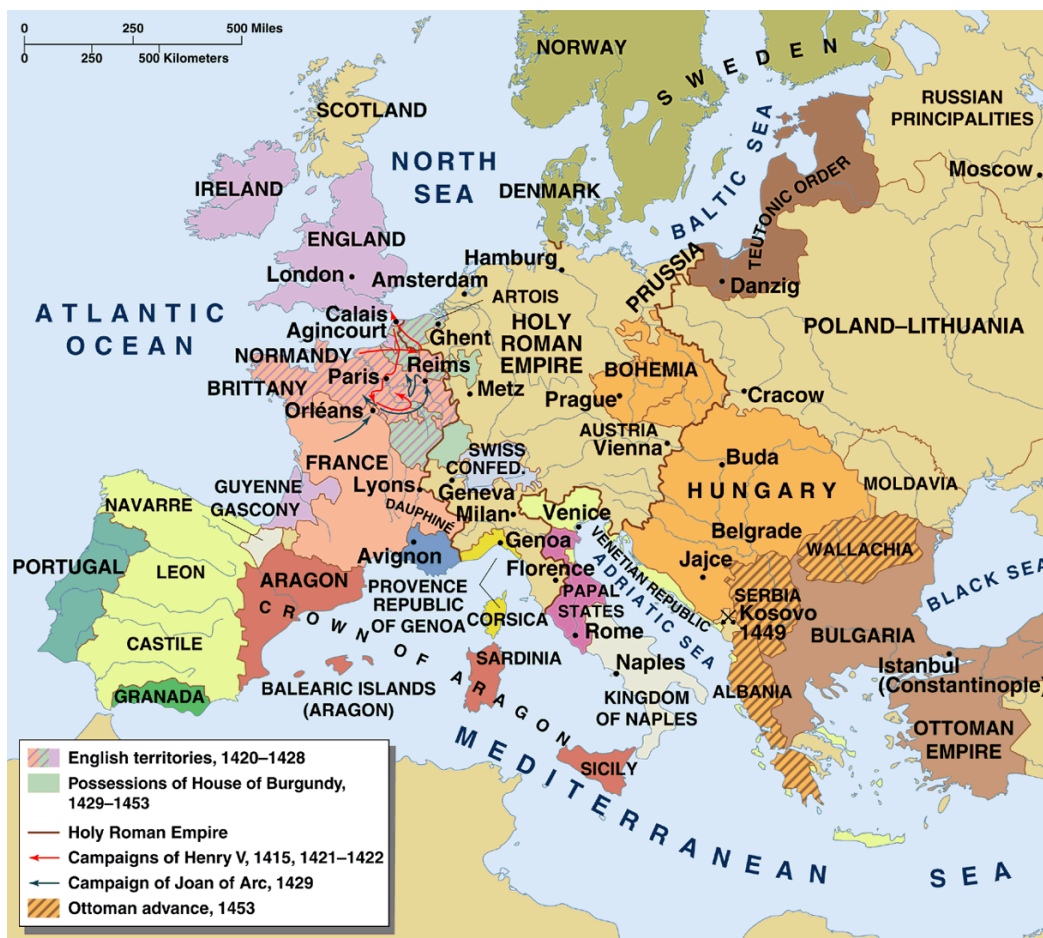 0 250 500 Miles
0 250 500 Kilometers
NORWAY
SWEDEN
SCOTLAND
RUSSIAN
PRINCIPALITIES
NORTH
SEA
BALTIC SEA
Moscow
IRELAND
DENMARK
TEUTONIC ORDER
ENGLAND
Hamburg
PRUSSIA
London
Amsterdam
Danzig
ATLANTIC
OCEAN
Calais
Agincourt
ARTOIS
Ghent
HOLY
ROMAN
EMPIRE
POLAND–LITHUANIA
NORMANDY
Reims
BOHEMIA
BRITTANY
Paris
Metz
Prague
Cracow
Orléans
AUSTRIA
Vienna
SWISS
CONFED.
Buda
FRANCE
Lyons
Geneva
HUNGARY
MOLDAVIA
GUYENNE
GASCONY
NAVARRE
DAUPHINÉ
Milan
Venice
Belgrade
WALLACHIA
Avignon
Genoa
VENETIAN REPUBLIC
Jajce
PORTUGAL
LEON
ARAGON
Florence
ADRIATIC SEA
SERBIA
BLACK SEA
PROVENCE
REPUBLIC
OF GENOA
CORSICA
PAPAL
STATES
Kosovo
1449
CROWN OF ARAGON
Rome
BULGARIA
CASTILE
SARDINIA
Naples
Istanbul
(Constantinople)
GRANADA
BALEARIC ISLANDS
(ARAGON)
KINGDOM
OF NAPLES
ALBANIA
OTTOMAN
EMPIRE
SICILY
MEDITERRANEAN SEA
English territories, 1420–1428
Possessions of House of Burgundy,
1429–1453
Holy Roman Empire
Campaigns of Henry V, 1415, 1421–1422
Campaign of Joan of Arc, 1429
Ottoman advance, 1453